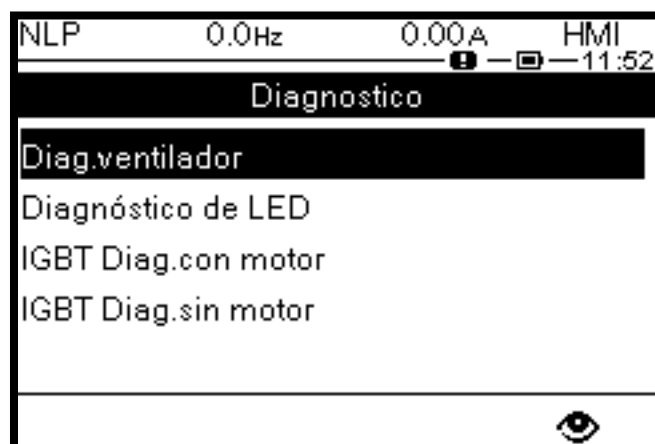 NLP 0.0Hz 0.00A HMI
11:52
Diagnostico
Diag.ventilador
Diagnóstico de LED
IGBT Diag.con motor
IGBT Diag.sin motor